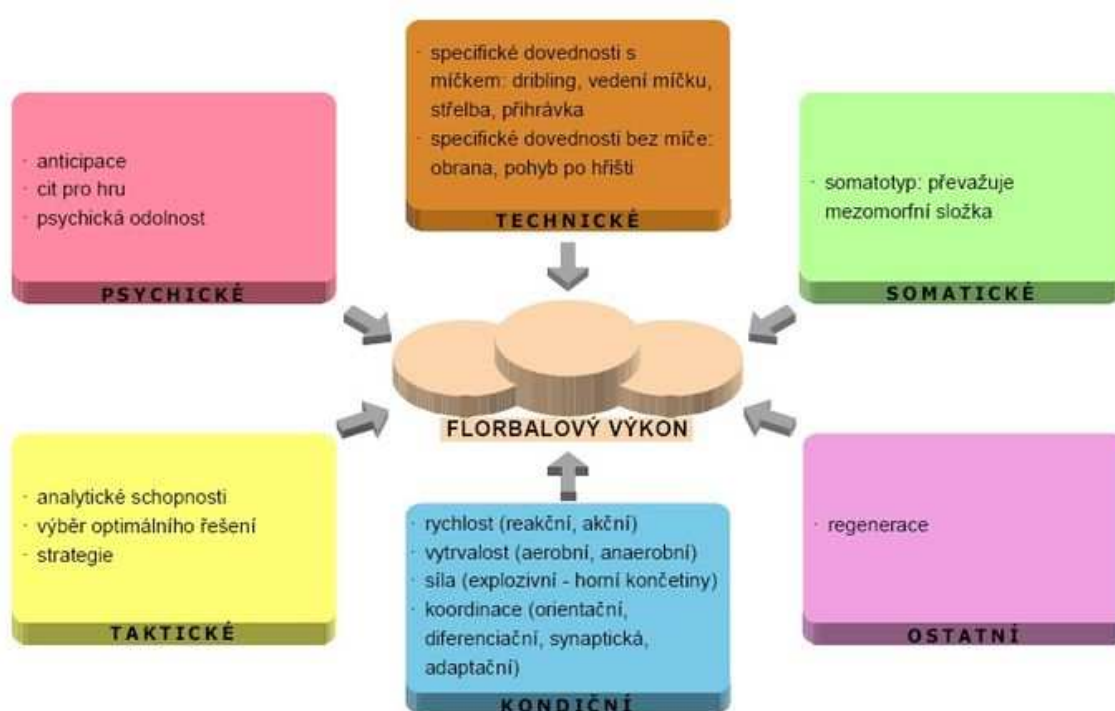 · specifické dovednosti s
míčkem: dribling, vedení míčku,
střelba, přihrávka
· specifické dovednosti bez míče:
obrana, pohyb po hřišti
TECHNICKÉ
· anticipace
· cit pro hru
· psychická odolnost
PSYCHICKÉ
· somatotyp: převažuje
mezomorfní složka
SOMATICKÉ
FLORBALOVÝ VÝKON
· analytické schopnosti
· výběr optimálního řešení
· strategie
TAKTICKÉ
· rychlost (reakční, akční)
· vytrvalost (aerobní, anaerobní)
· síla (explozivní - horní končetiny)
· koordinace (orientační,
diferenciační, synaptická,
adaptační)
KONDIČNÍ
· regenerace
OSTATNÍ